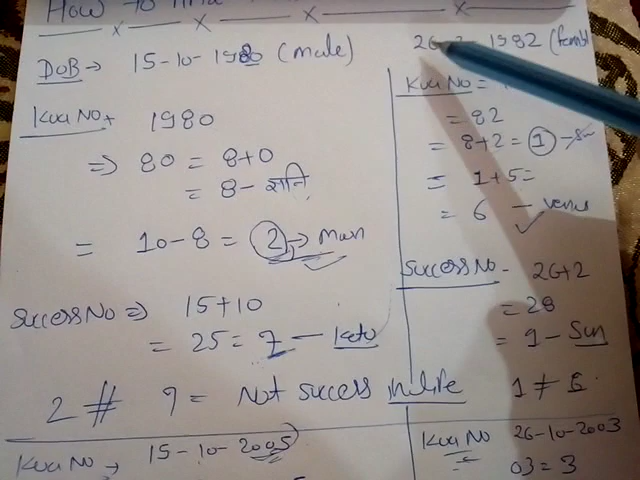 How to
DOB → 15-10-1980 (male)
Kua No → 1980
⇒ 80 = 8+0
= 8 - शनि
= 10-8 = 2 → Moon
Success No ⇒ 15+10
= 25 = 7 — Ketu
2 # 7 = Not success in life
26-2-1982
Kua No =
= 82
= 8+2 = 1
= 1+5=
= 6 - venus
Success No - 26+2
= 28
= 1 - Sun
1 ≠ 6
15-10-2005
Kua No →
Kua No 26-10-2003
03 = 3